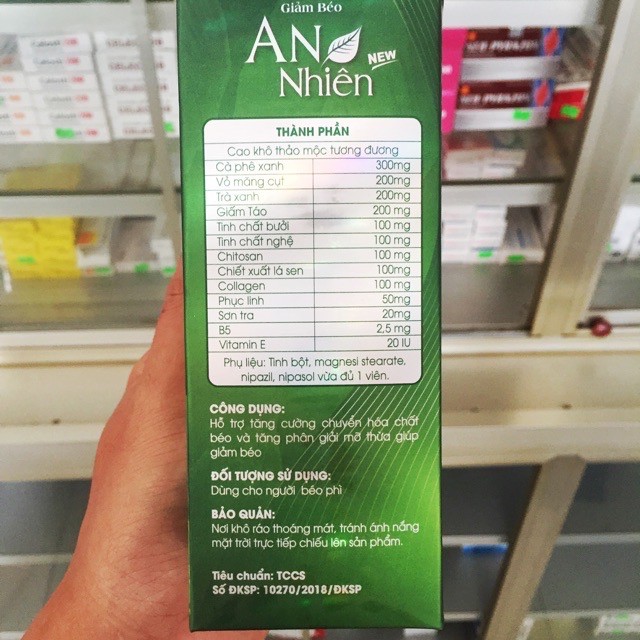 Giảm Béo
AN
NEW
Nhiên
THÀNH PHẦN
Cao khô thảo mộc tương đương
Cà phê xanh 300mg
Vỏ măng cụt 200mg
Trà xanh 200mg
Giấm Táo 200 mg
Tinh chất bưởi 100 mg
Tinh chất nghệ 100 mg
Chitosan 100 mg
Chiết xuất lá sen 100mg
Collagen 100 mg
Phục linh 50mg
Sơn tra 20mg
B5 2,5 mg
Vitamin E 20 IU
Phụ liệu: Tinh bột, magnesi stearate,
nipazil, nipasol vừa đủ 1 viên.
CÔNG DỤNG:
Hỗ trợ tăng cường chuyển hóa chất
béo và tăng phân giải mỡ thừa giúp
giảm béo
ĐỐI TƯỢNG SỬ DỤNG:
Dùng cho người béo phì
BẢO QUẢN:
Nơi khô ráo thoáng mát, tránh ánh nắng
mặt trời trực tiếp chiếu lên sản phẩm.
Tiêu chuẩn: TCCS
Số ĐKSP: 10270/2018/ĐKSP